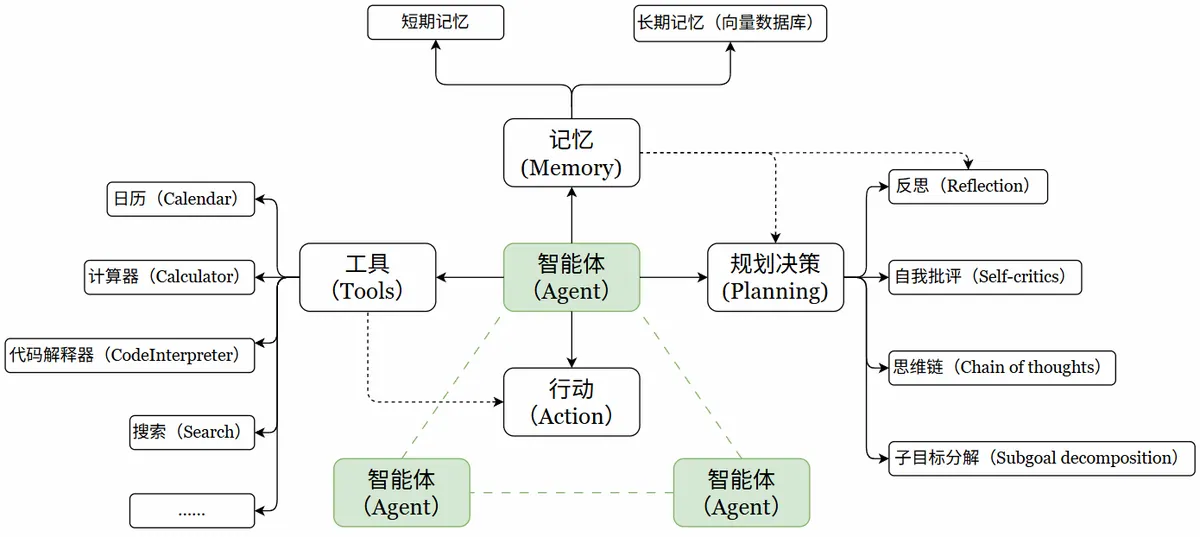 短期记忆
长期记忆（向量数据库）
记忆
(Memory)
日历（Calendar）
反思（Reflection）
工具
（Tools）
智能体
（Agent）
规划决策
(Planning)
计算器（Calculator）
自我批评（Self-critics）
代码解释器（CodeInterpreter）
思维链（Chain of thoughts）
行动
（Action）
搜索（Search）
子目标分解（Subgoal decomposition）
智能体
（Agent）
智能体
（Agent）
……